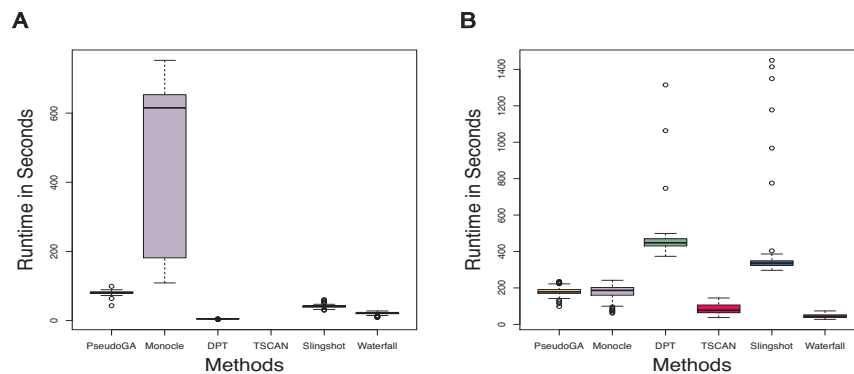 A
Runtime in Seconds
600
400
200
0
PseudoGA Monocle DPT TSCAN Slingshot Waterfall
Methods
B
Runtime in Seconds
1400
1200
1000
800
600
400
200
0
PseudoGA Monocle DPT TSCAN Slingshot Waterfall
Methods